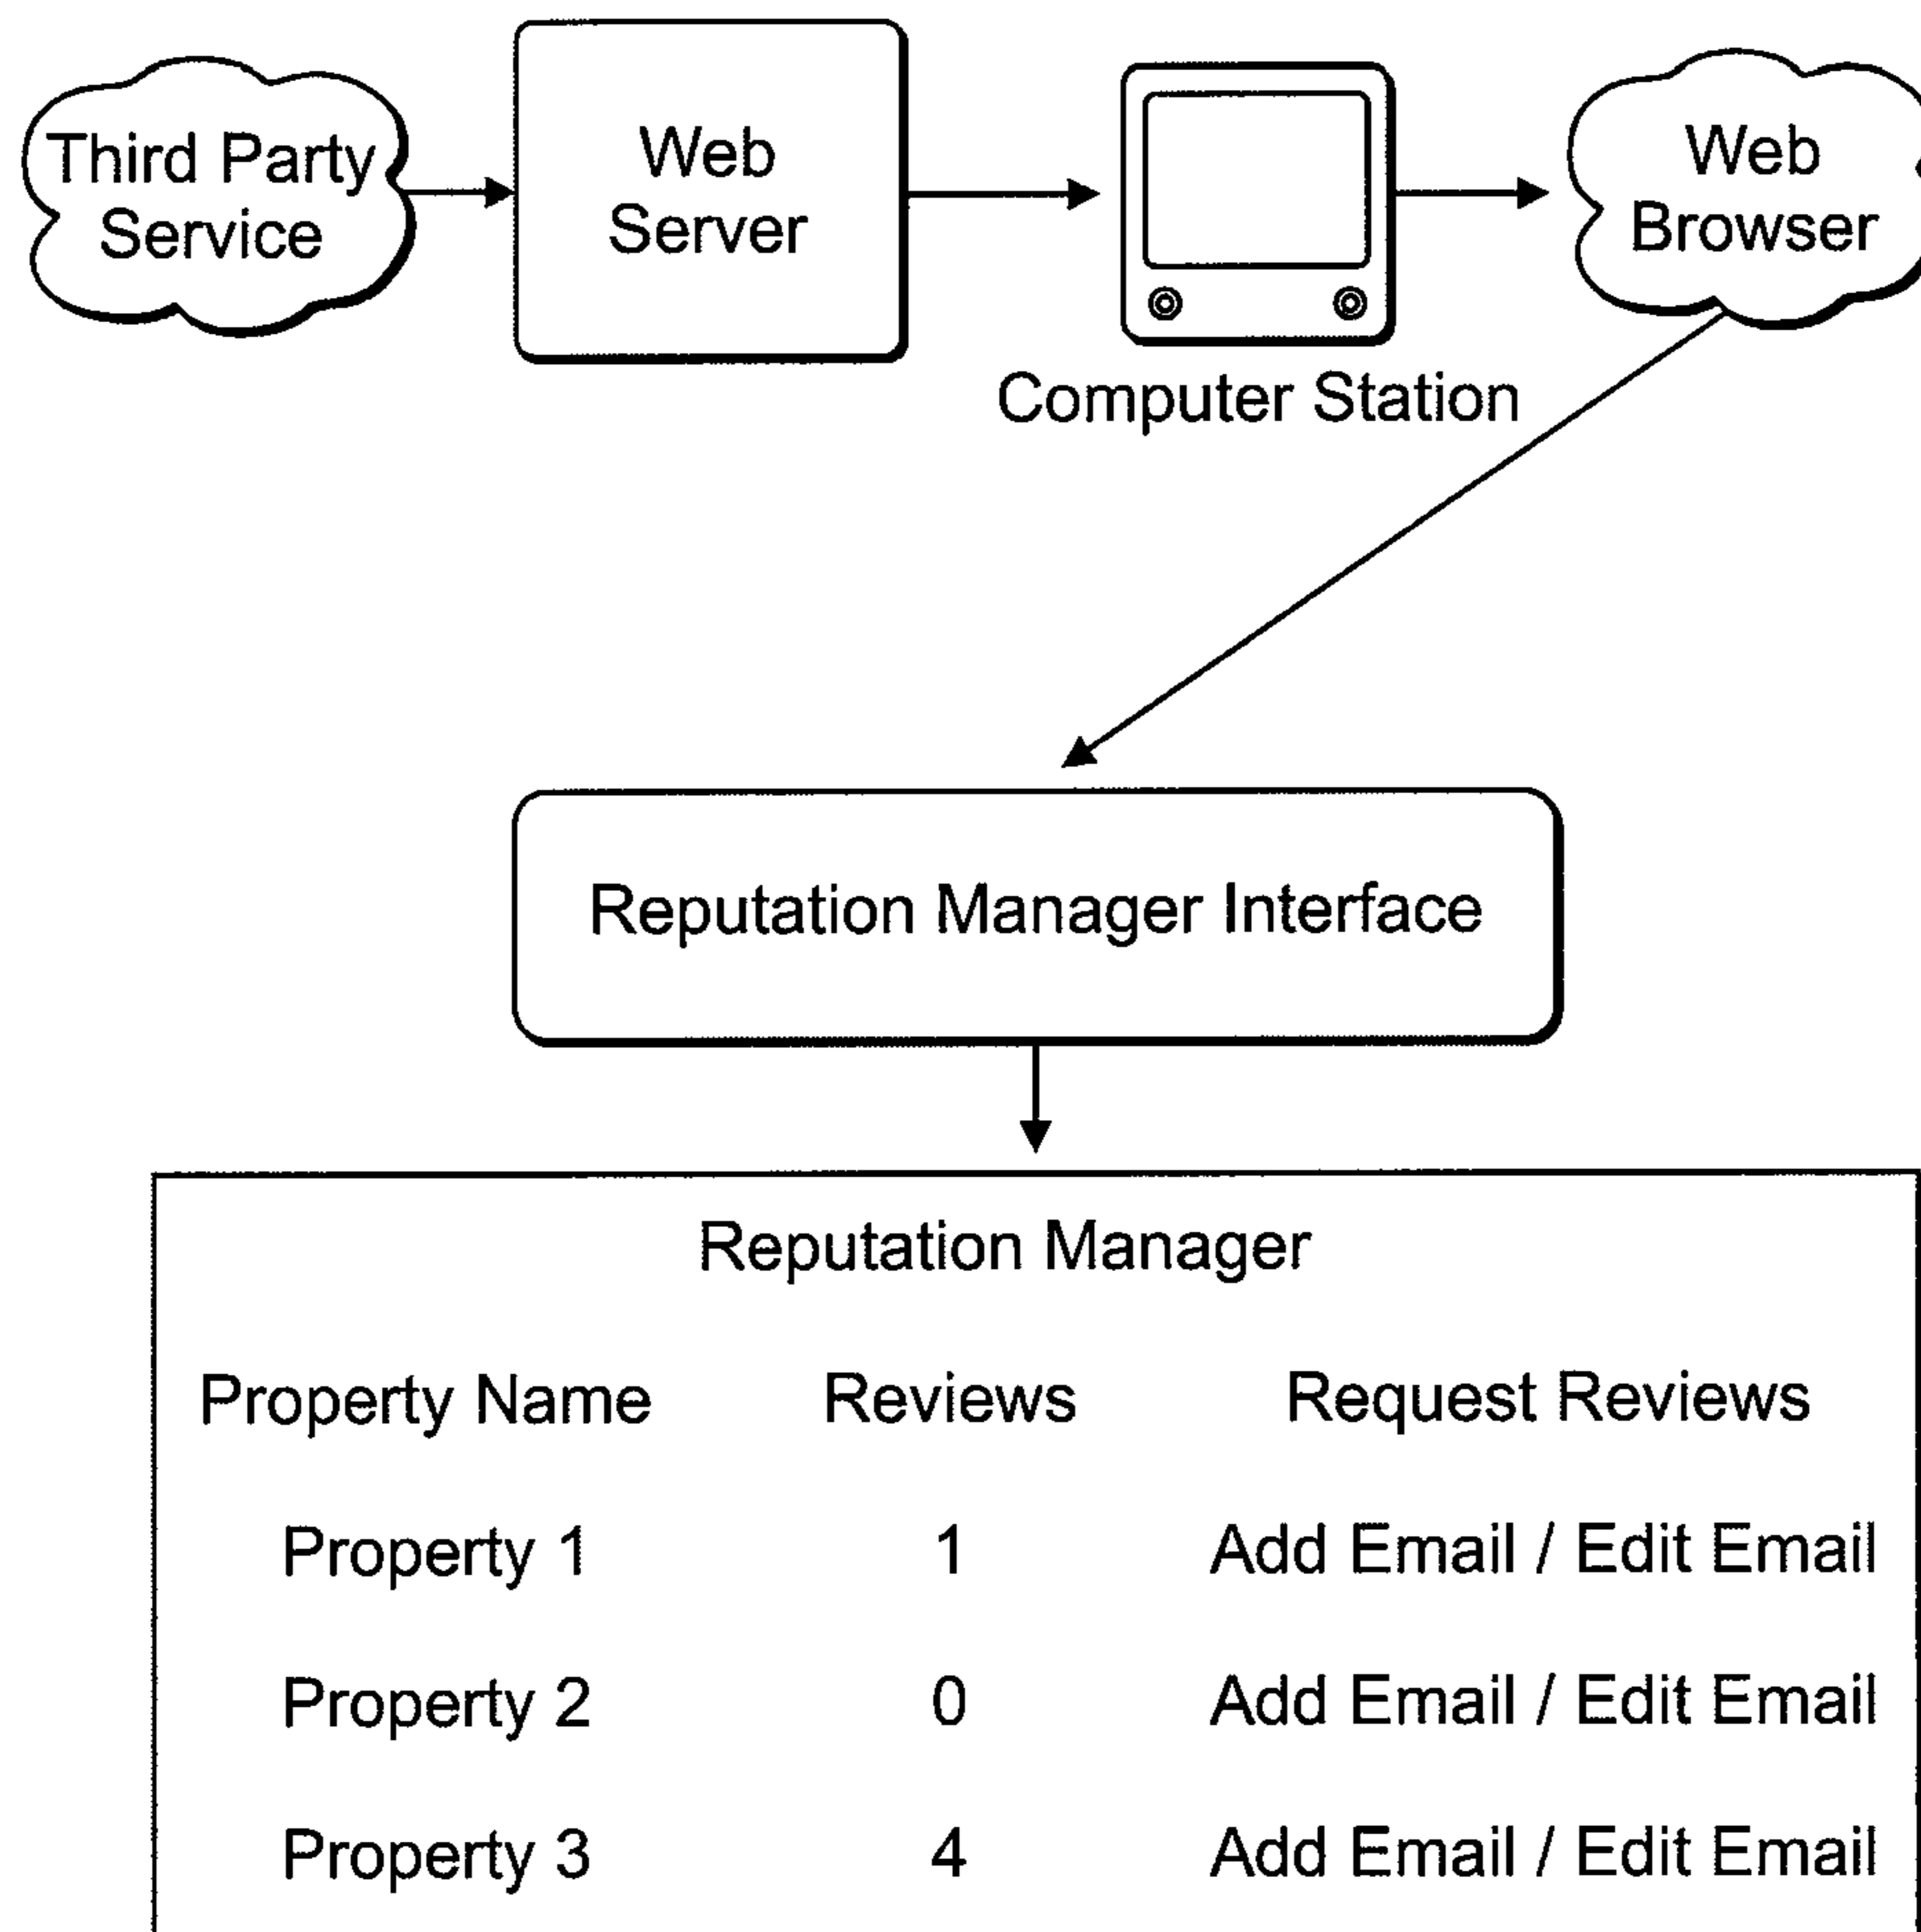 Third Party
Service
Web
Server
Web
Browser
Computer Station
Reputation Manager Interface
Reputation Manager
Property Name Reviews Request Reviews
Property 1 1 Add Email / Edit Email
Property 2 0 Add Email / Edit Email
Property 3 4 Add Email / Edit Email